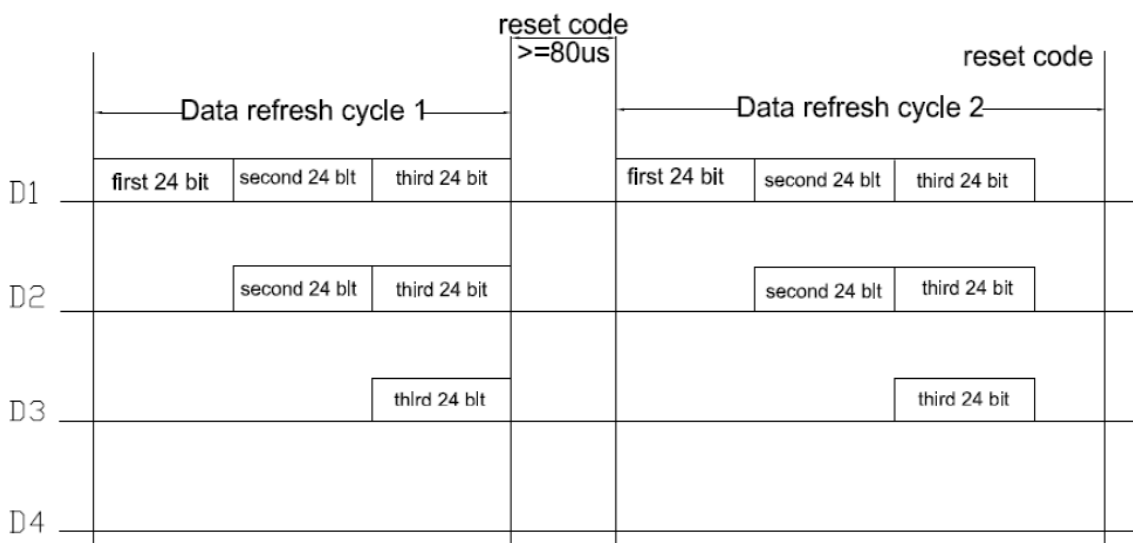 reset code
>=80us
reset code
Data refresh cycle 1
Data refresh cycle 2
D1 first 24 bit second 24 blt third 24 bit first 24 bit second 24 blt third 24 bit
D2 second 24 blt third 24 bit second 24 blt third 24 bit
D3 third 24 blt third 24 bit
D4